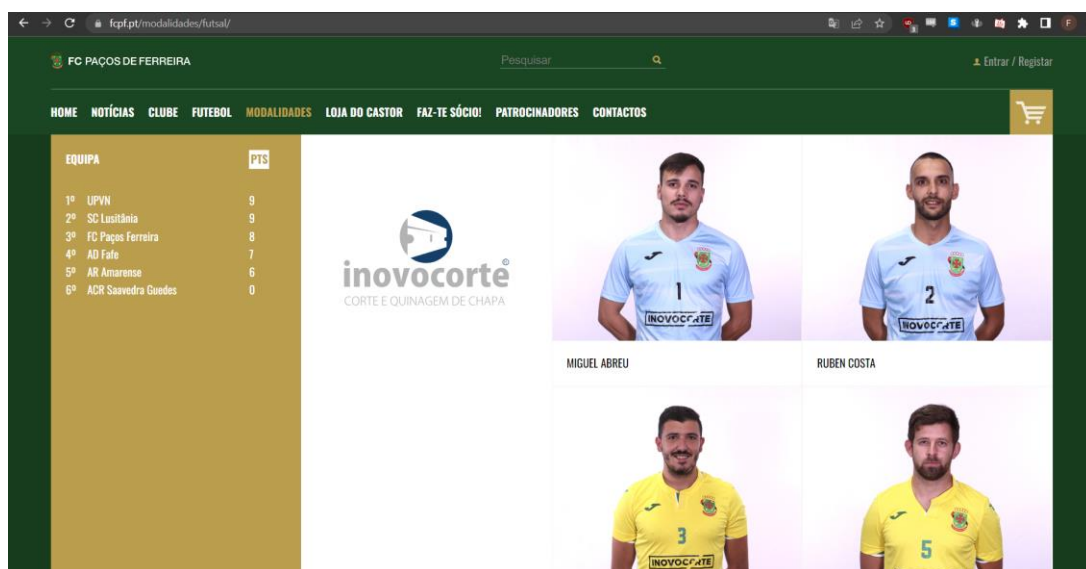 fcpf.pt/modalidades/futsal/
FC PAÇOS DE FERREIRA
Pesquisar
Entrar / Registar
HOME NOTÍCIAS CLUBE FUTEBOL MODALIDADES LOJA DO CASTOR FAZ-TE SÓCIO! PATROCINADORES CONTACTOS
EQUIPA PTS
1º UPVN 9
2º SC Lusitânia 9
3º FC Paços Ferreira 8
4º AD Fafe 7
5º AR Amarense 6
6º ACR Saavedra Guedes 0
inovocorte®
CORTE E QUINAGEM DE CHAPA
1
INOVOCORTE
MIGUEL ABREU
2
INOVOCORTE
RUBEN COSTA
3
INOVOCORTE
5